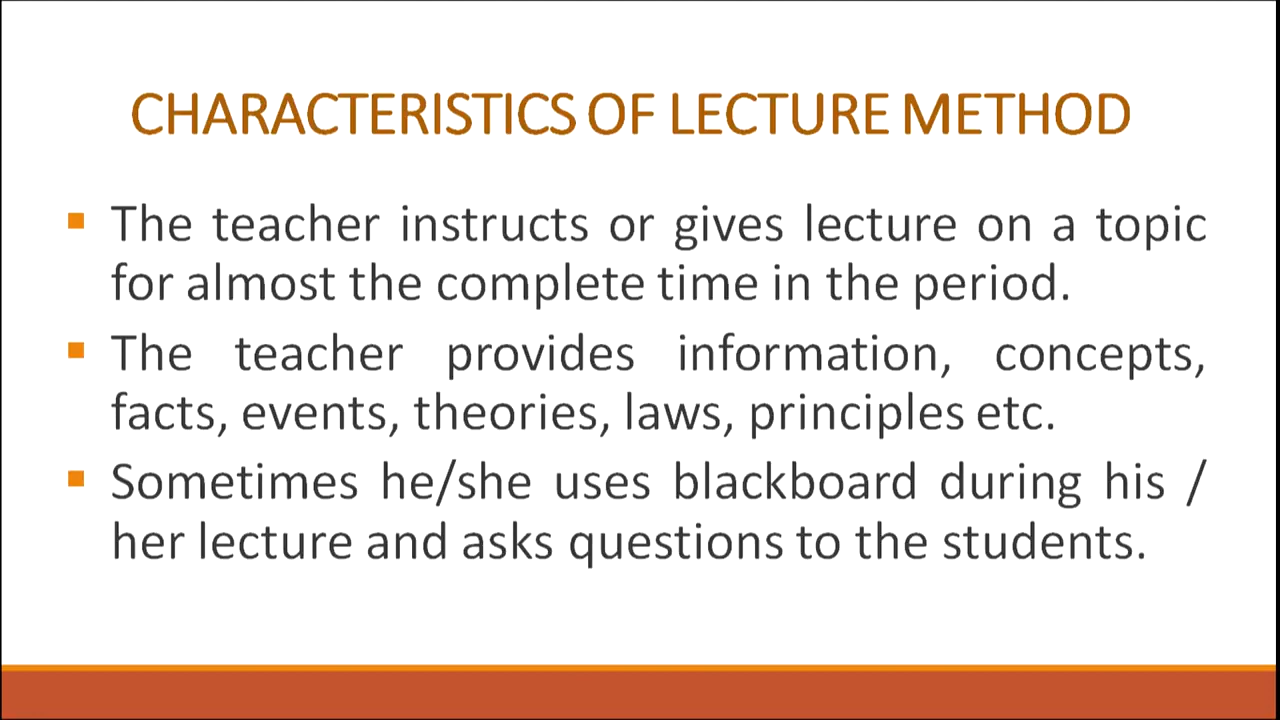 CHARACTERISTICS OF LECTURE METHOD
The teacher instructs or gives lecture on a topic
for almost the complete time in the period.
The teacher provides information, concepts,
facts, events, theories, laws, principles etc.
Sometimes he/she uses blackboard during his /
her lecture and asks questions to the students.